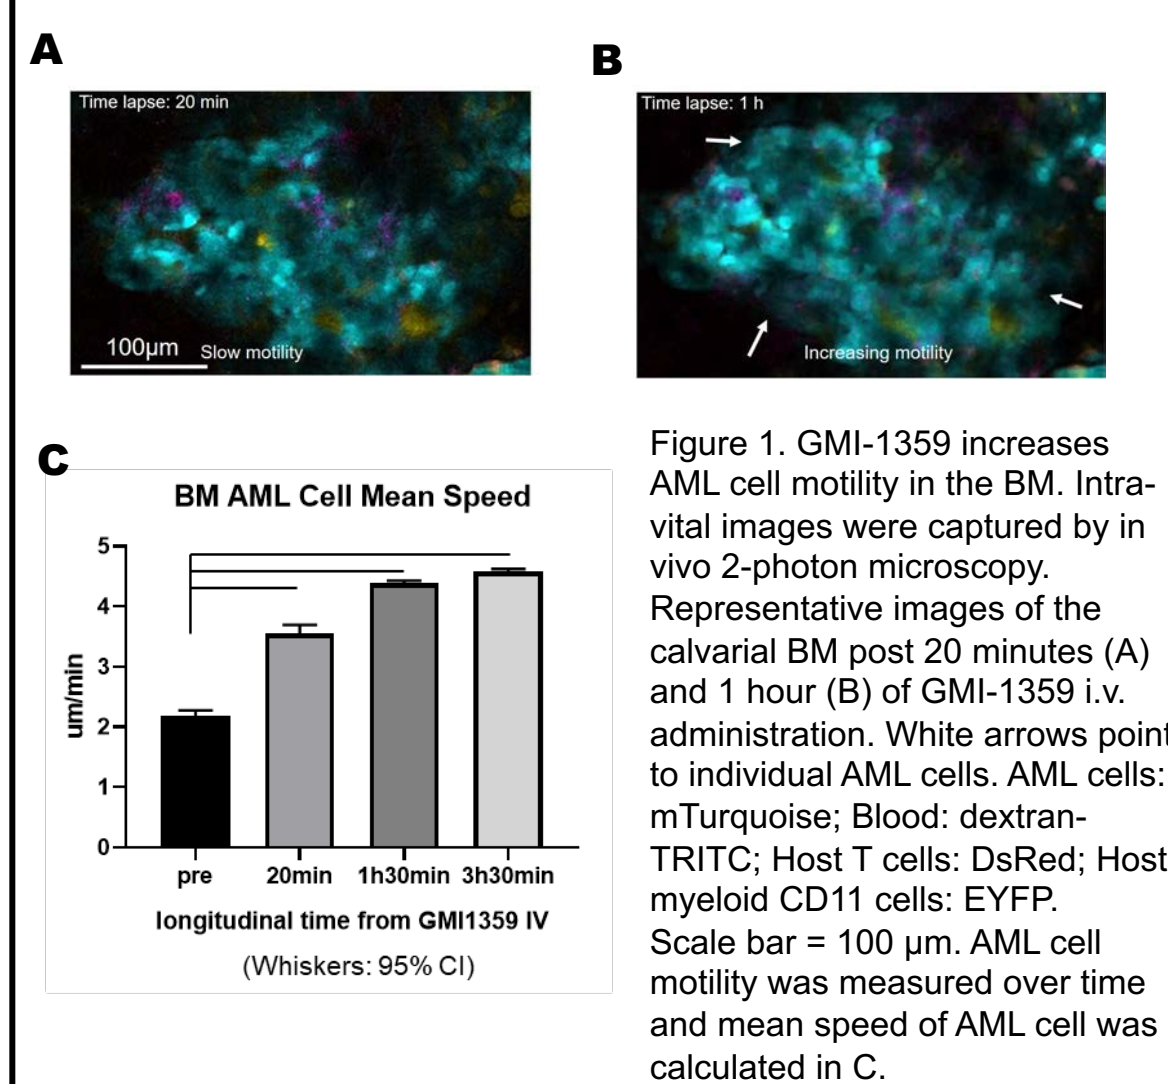 A
B
Time lapse: 20 min
Time lapse: 1 h
100µm
Slow motility
Increasing motility
C
BM AML Cell Mean Speed
um/min
5
4
3
2
1
0
pre 20min 1h30min 3h30min
longitudinal time from GMI1359 IV
(Whiskers: 95% CI)
Figure 1. GMI-1359 increases
AML cell motility in the BM. Intra-
vital images were captured by in
vivo 2-photon microscopy.
Representative images of the
calvarial BM post 20 minutes (A)
and 1 hour (B) of GMI-1359 i.v.
administration. White arrows point
to individual AML cells. AML cells:
mTurquoise; Blood: dextran-
TRITC; Host T cells: DsRed; Host
myeloid CD11 cells: EYFP.
Scale bar = 100 µm. AML cell
motility was measured over time
and mean speed of AML cell was
calculated in C.